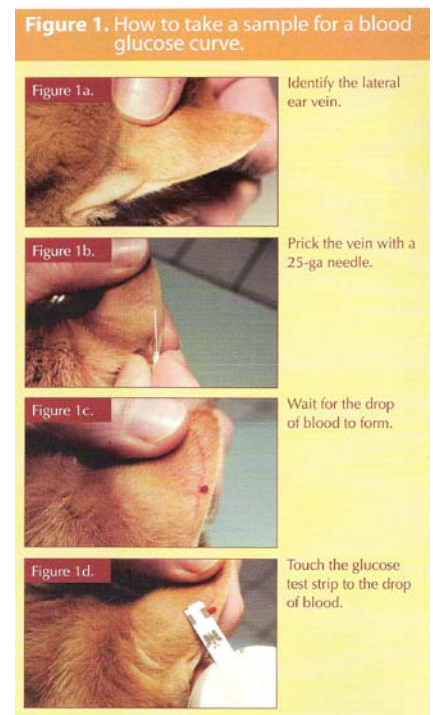 Figure 1. How to take a sample for a blood
glucose curve.
Figure 1a.
Identify the lateral
ear vein.
Figure 1b.
Prick the vein with a
25-ga needle.
Figure 1c.
Wait for the drop
of blood to form.
Figure 1d.
Touch the glucose
test strip to the drop
of blood.